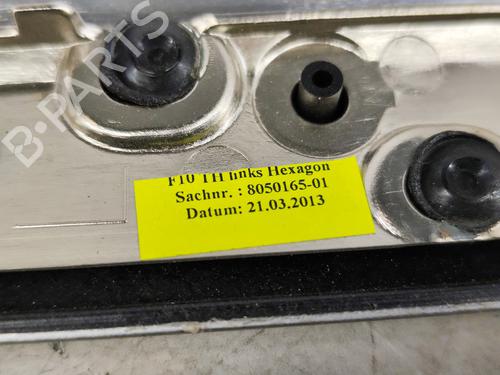 B-PARTS
F10 TH links Hexagon
Sachnr. : 8050165-01
Datum: 21.03.2013